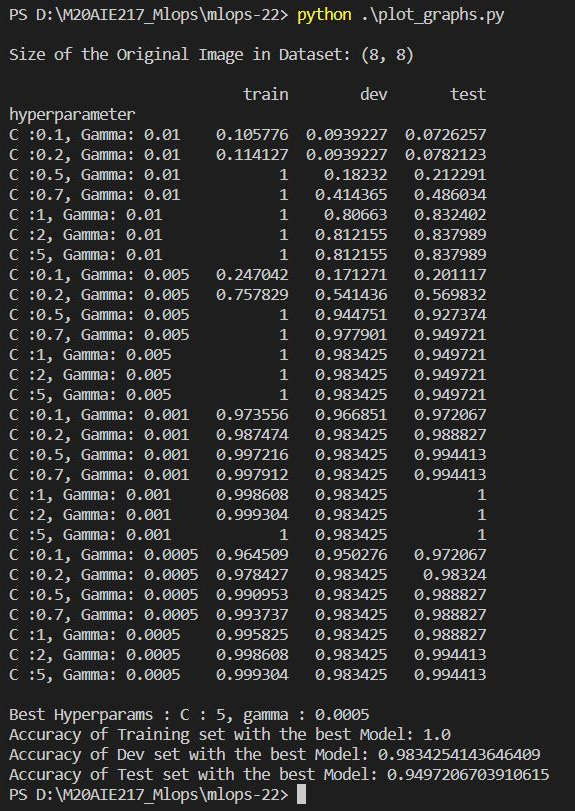 PS D:\M20AIE217_Mlops\mlops-22> python .\plot_graphs.py
Size of the Original Image in Dataset: (8, 8)
train dev test
hyperparameter
C :0.1, Gamma: 0.01 0.105776 0.0939227 0.0726257
C :0.2, Gamma: 0.01 0.114127 0.0939227 0.0782123
C :0.5, Gamma: 0.01 1 0.18232 0.212291
C :0.7, Gamma: 0.01 1 0.414365 0.486034
C :1, Gamma: 0.01 1 0.80663 0.832402
C :2, Gamma: 0.01 1 0.812155 0.837989
C :5, Gamma: 0.01 1 0.812155 0.837989
C :0.1, Gamma: 0.005 0.247042 0.171271 0.201117
C :0.2, Gamma: 0.005 0.757829 0.541436 0.569832
C :0.5, Gamma: 0.005 1 0.944751 0.927374
C :0.7, Gamma: 0.005 1 0.977901 0.949721
C :1, Gamma: 0.005 1 0.983425 0.949721
C :2, Gamma: 0.005 1 0.983425 0.949721
C :5, Gamma: 0.005 1 0.983425 0.949721
C :0.1, Gamma: 0.001 0.973556 0.966851 0.972067
C :0.2, Gamma: 0.001 0.987474 0.983425 0.988827
C :0.5, Gamma: 0.001 0.997216 0.983425 0.994413
C :0.7, Gamma: 0.001 0.997912 0.983425 0.994413
C :1, Gamma: 0.001 0.998608 0.983425 1
C :2, Gamma: 0.001 0.999304 0.983425 1
C :5, Gamma: 0.001 1 0.983425 1
C :0.1, Gamma: 0.0005 0.964509 0.950276 0.972067
C :0.2, Gamma: 0.0005 0.978427 0.983425 0.98324
C :0.5, Gamma: 0.0005 0.990953 0.983425 0.988827
C :0.7, Gamma: 0.0005 0.993737 0.983425 0.988827
C :1, Gamma: 0.0005 0.995825 0.983425 0.988827
C :2, Gamma: 0.0005 0.998608 0.983425 0.994413
C :5, Gamma: 0.0005 0.999304 0.983425 0.994413
Best Hyperparams : C : 5, gamma : 0.0005
Accuracy of Training set with the best Model: 1.0
Accuracy of Dev set with the best Model: 0.9834254143646409
Accuracy of Test set with the best Model: 0.9497206703910615
PS D:\M20AIE217_Mlops\mlops-22>